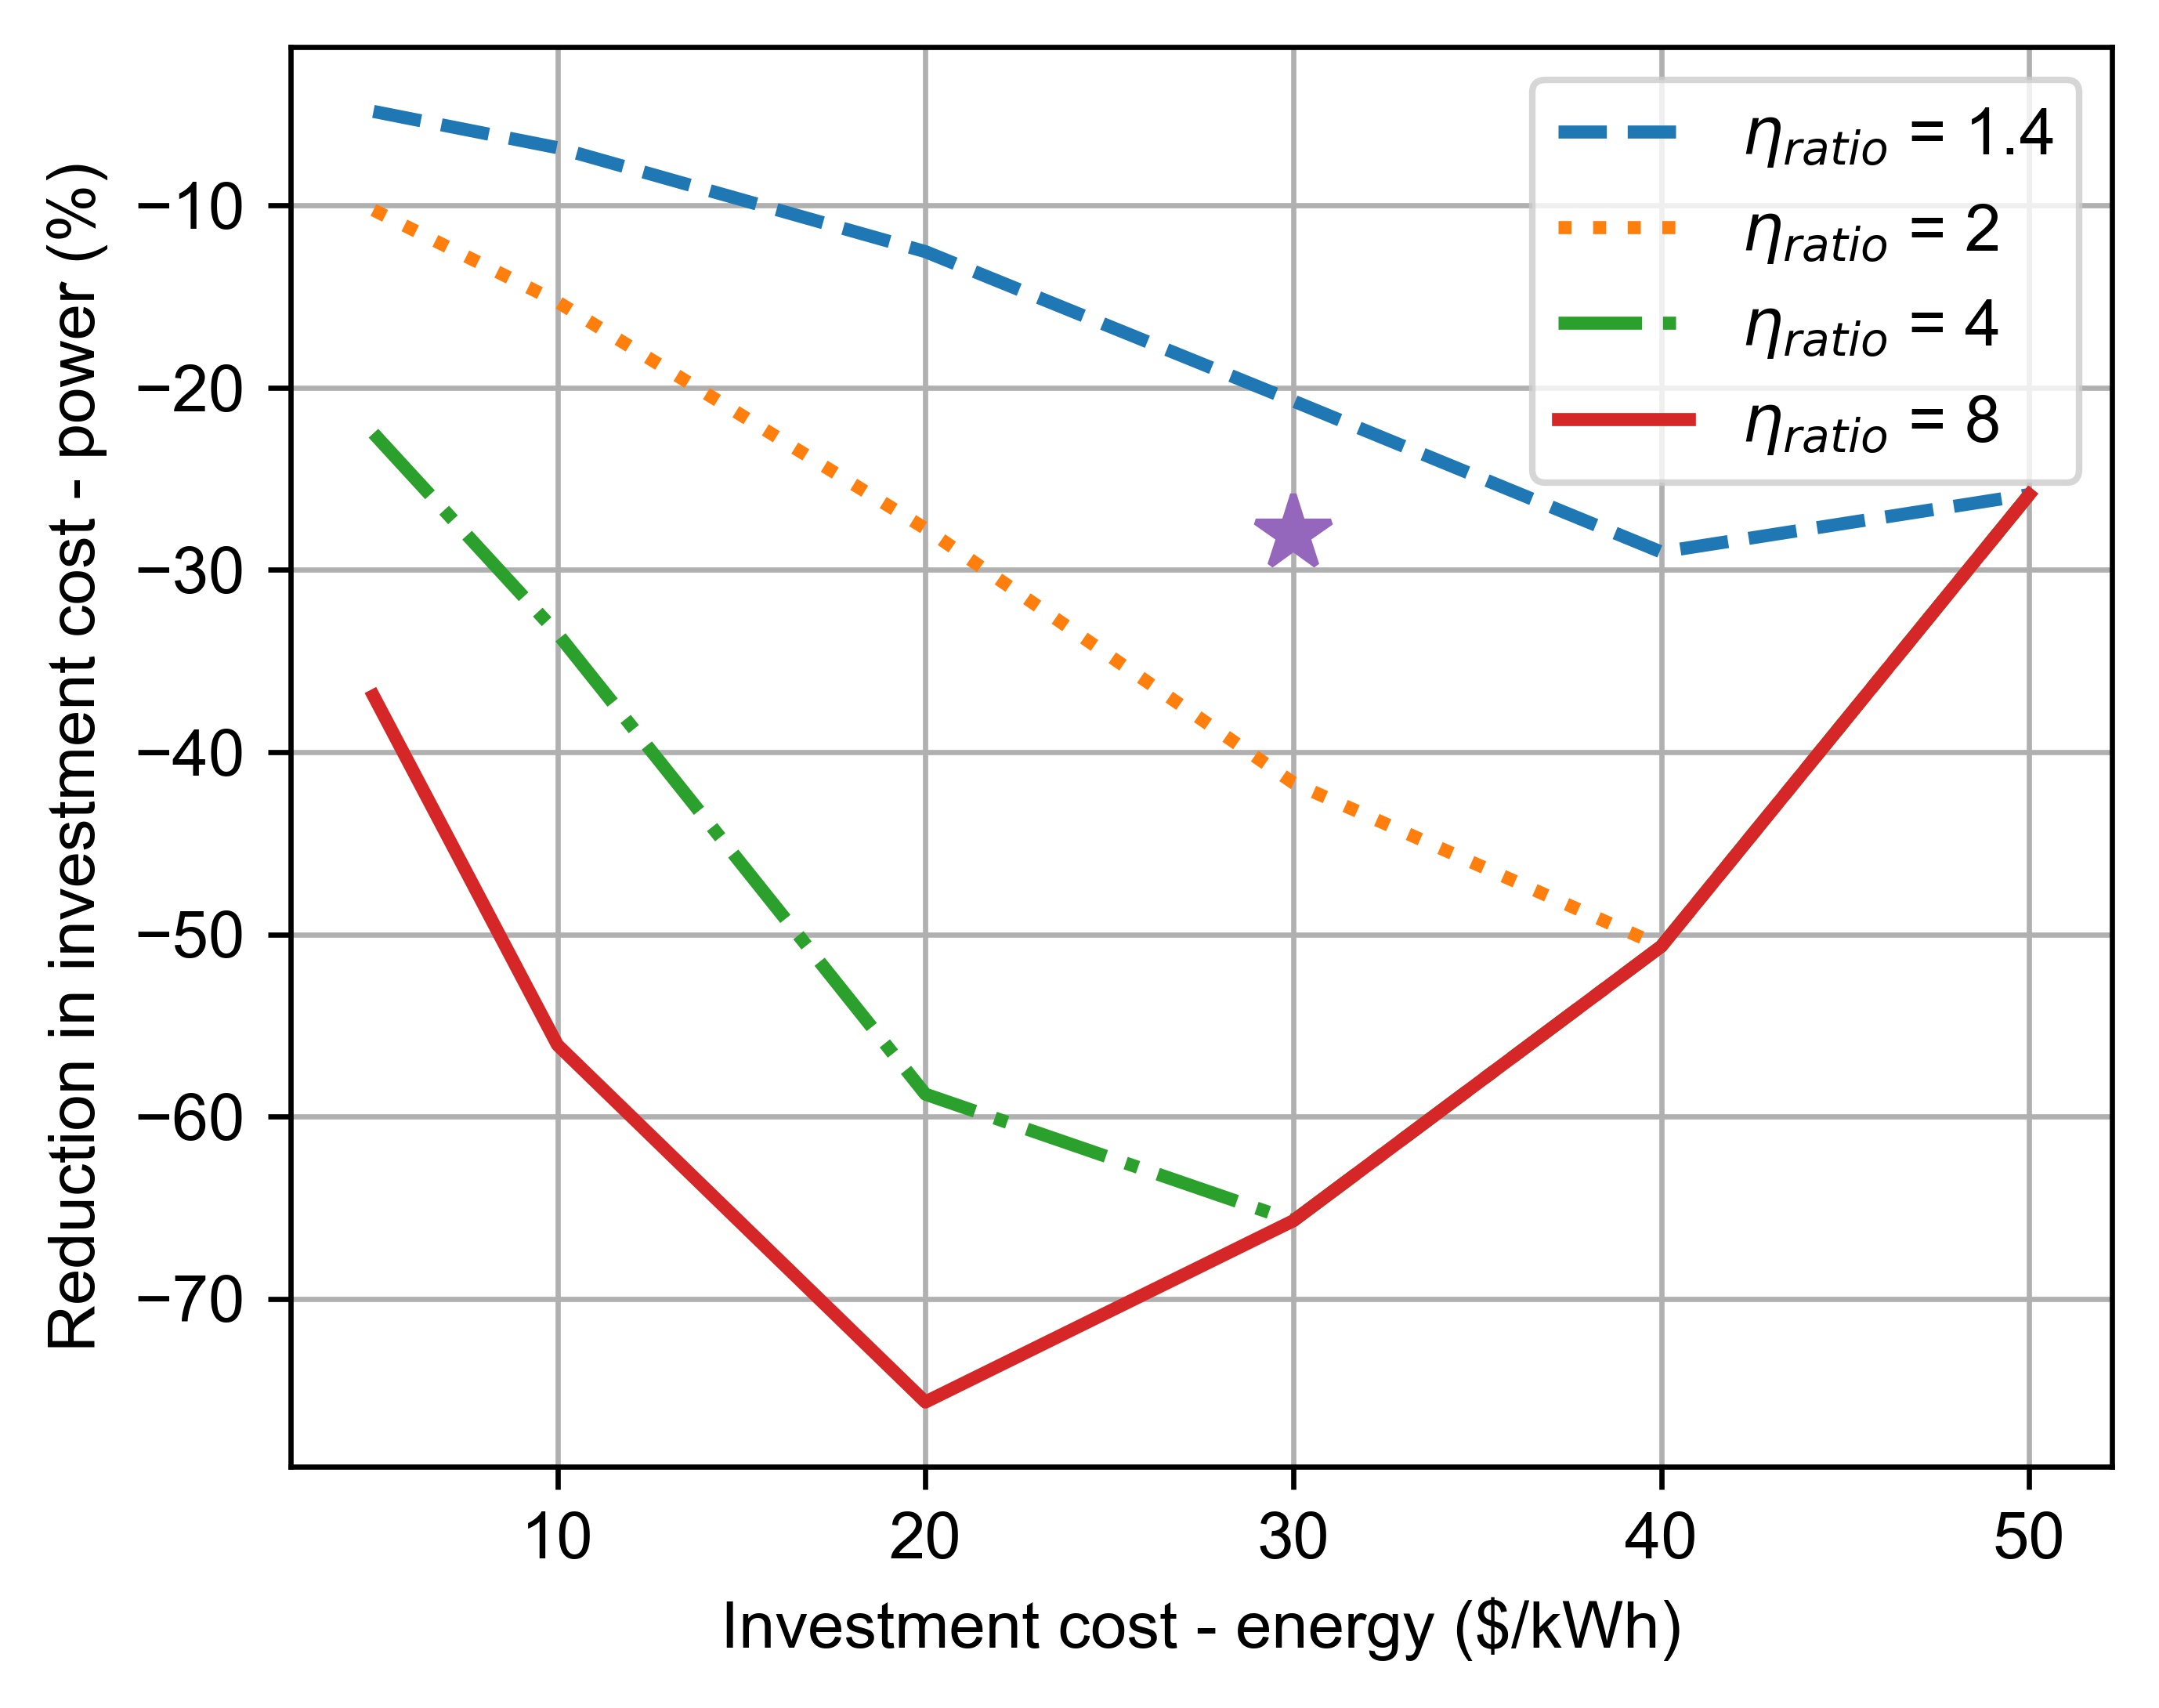 Reduction in investment cost - power (%)
−10
−20
−30
−40
−50
−60
−70
10 20 30 40 50
Investment cost - energy ($/kWh)
ηratio = 1.4
ηratio = 2
ηratio = 4
ηratio = 8